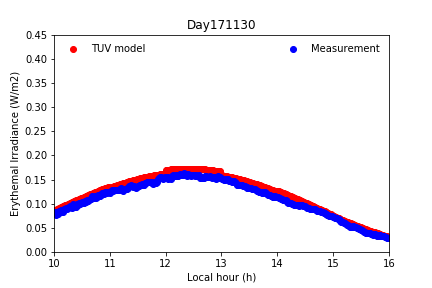 Day171130
TUV model
Measurement
Erythemal Irradiance (W/m2)
0.45
0.40
0.35
0.30
0.25
0.20
0.15
0.10
0.05
0.00
10 11 12 13 14 15 16
Local hour (h)